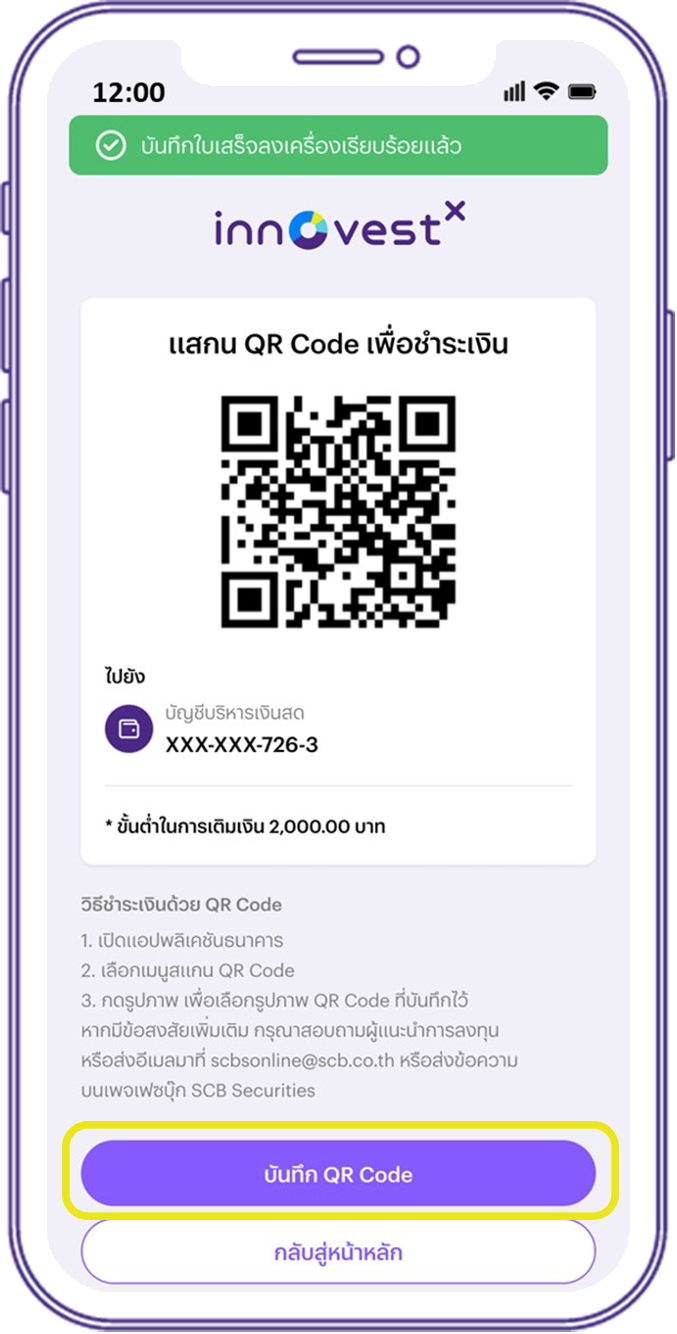 12:00
บันทึกใบเสร็จลงเครื่องเรียบร้อยแล้ว
innovestx
แสกน QR Code เพื่อชำระเงิน
ไปยัง
บัญชีบริหารเงินสด
XXX-XXX-726-3
* ขั้นต่ำในการเติมเงิน 2,000.00 บาท
วิธีชำระเงินด้วย QR Code
1. เปิดแอปพลิเคชันธนาคาร
2. เลือกเมนูสแกน QR Code
3. กดรูปภาพ เพื่อเลือกรูปภาพ QR Code ที่บันทึกไว้
หากมีข้อสงสัยเพิ่มเติม กรุณาสอบถามผู้แนะนำการลงทุน
หรือส่งอีเมลมาที่ scbsonline@scb.co.th หรือส่งข้อความ
บนเพจเฟซบุ๊ก SCB Securities
บันทึก QR Code
กลับสู่หน้าหลัก